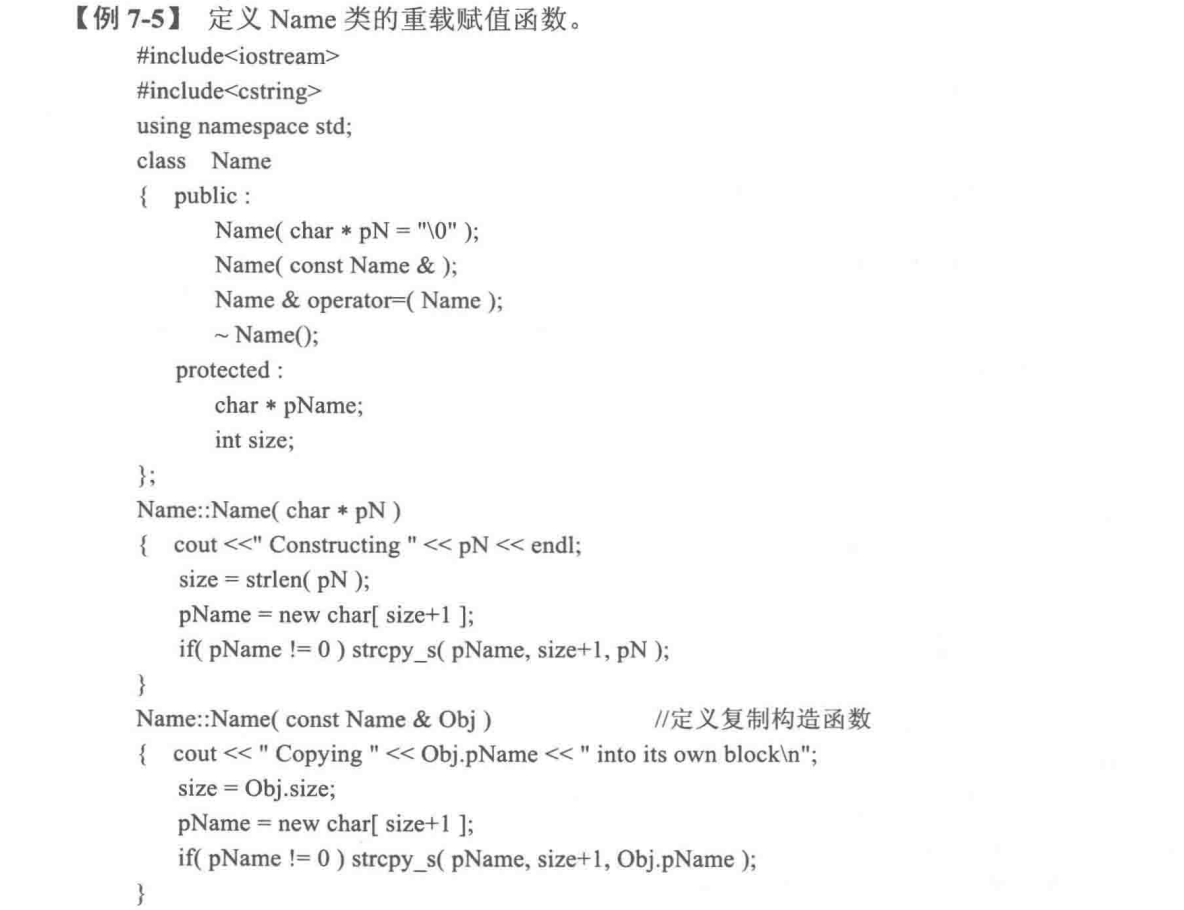 【例 7-5】 定义 Name 类的重载赋值函数。
#include<iostream>
#include<cstring>
using namespace std;
class Name
{ public :
Name( char * pN = "\0" );
Name( const Name & );
Name & operator=( Name );
~ Name();
protected :
char * pName;
int size;
};
Name::Name( char * pN )
{ cout <<" Constructing " << pN << endl;
size = strlen( pN );
pName = new char[ size+1 ];
if( pName != 0 ) strcpy_s( pName, size+1, pN );
}
Name::Name( const Name & Obj ) //定义复制构造函数
{ cout << " Copying " << Obj.pName << " into its own block\n";
size = Obj.size;
pName = new char[ size+1 ];
if( pName != 0 ) strcpy_s( pName, size+1, Obj.pName );
}